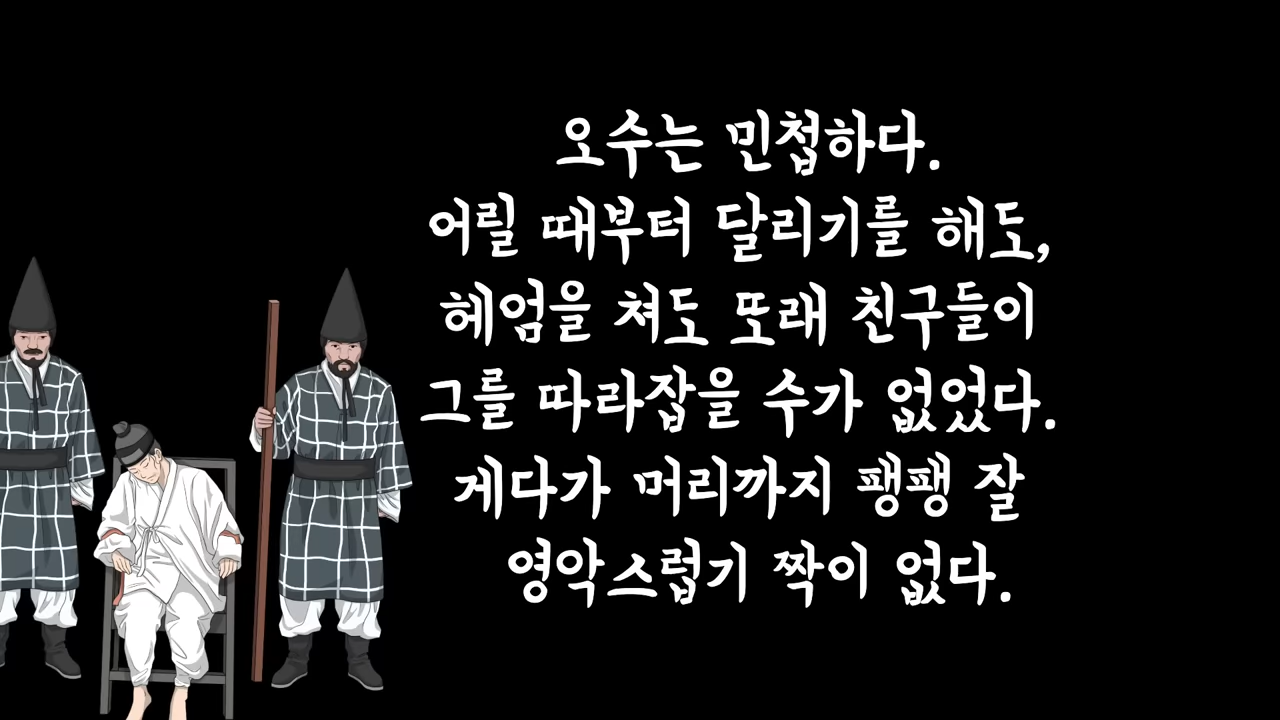 오수는 민첩하다.
어릴 때부터 달리기를 해도,
헤엄을 쳐도 또래 친구들이
그를 따라잡을 수가 없었다.
게다가 머리까지 팽팽 잘
영악스럽기 짝이 없다.